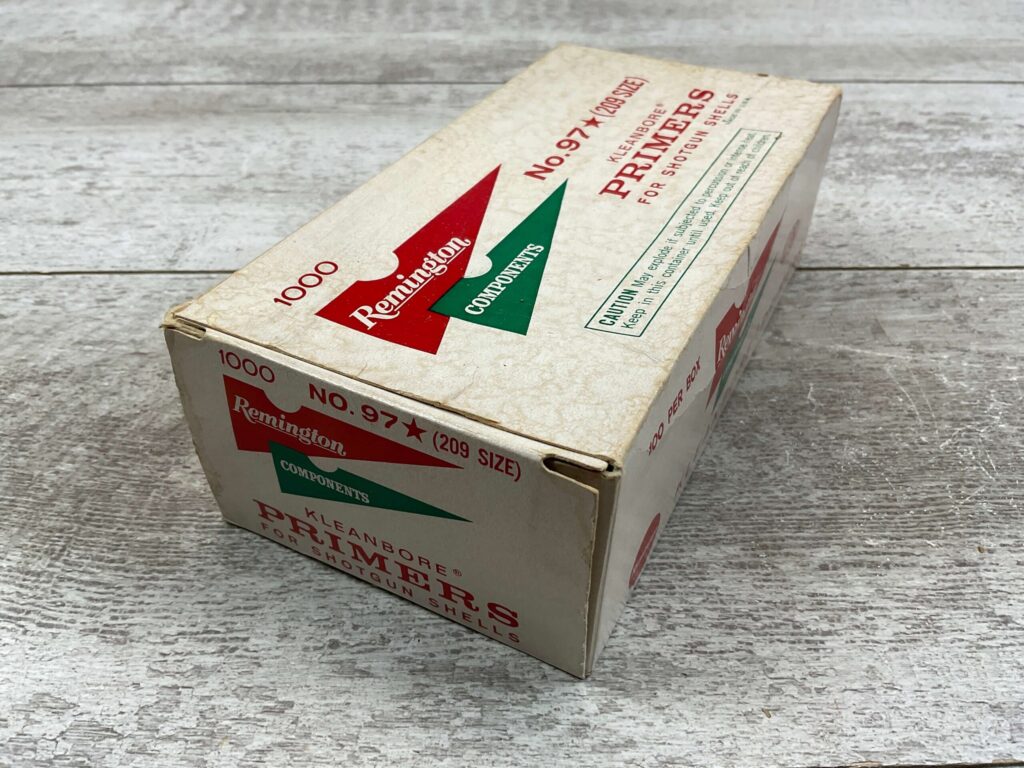 1000
Remington
COMPONENTS
No. 97★ (209 SIZE)
KLEANBORE®
PRIMERS
FOR SHOTGUN SHELLS
CAUTION May explode if subjected to percussion or intense heat.
Keep in this container until used. Keep out of reach of children.
1000
NO. 97★ (209 SIZE)
Remington
COMPONENTS
KLEANBORE®
PRIMERS
FOR SHOTGUN SHELLS
100 PER BOX